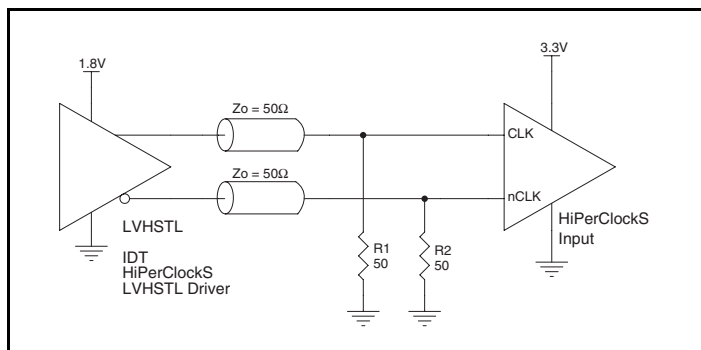 1.8V
3.3V
Zo = 50Ω
CLK
Zo = 50Ω
nCLK
LVHSTL
IDT
HiPerClockS
LVHSTL Driver
R1
50
R2
50
HiPerClockS
Input